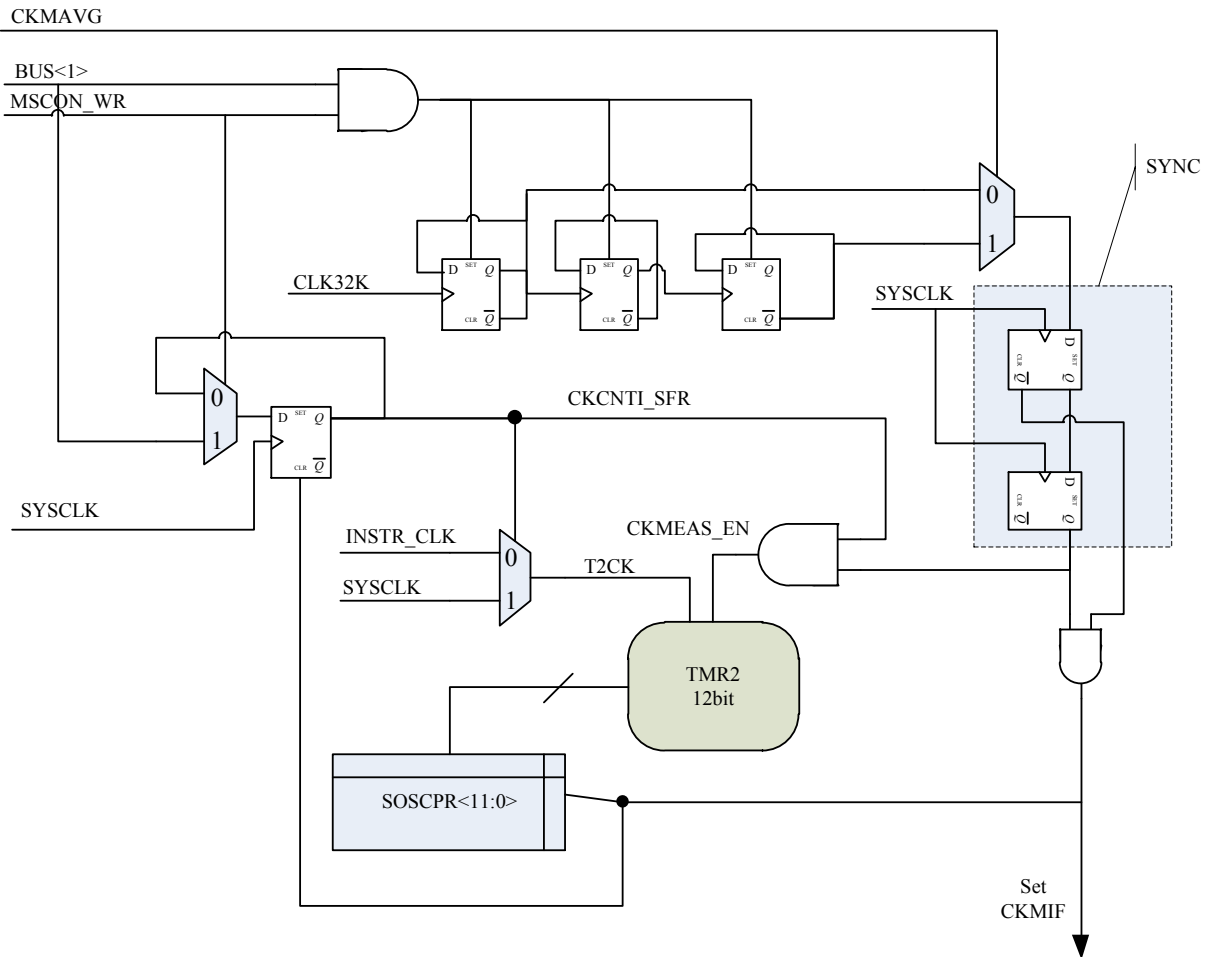 CKMAVG
BUS<1>
MSCON_WR
SYNC
0
1
D SET Q
CLR Q
D SET Q
CLR Q
D SET Q
CLR Q
CLK32K
SYSCLK
D SET Q
CLR Q
0
1
D SET Q
CLR Q
CKCNTI_SFR
SYSCLK
D SET Q
CLR Q
INSTR_CLK
SYSCLK
0
1
T2CK
CKMEAS_EN
TMR2
12bit
SOSCPR<11:0>
Set
CKMIF